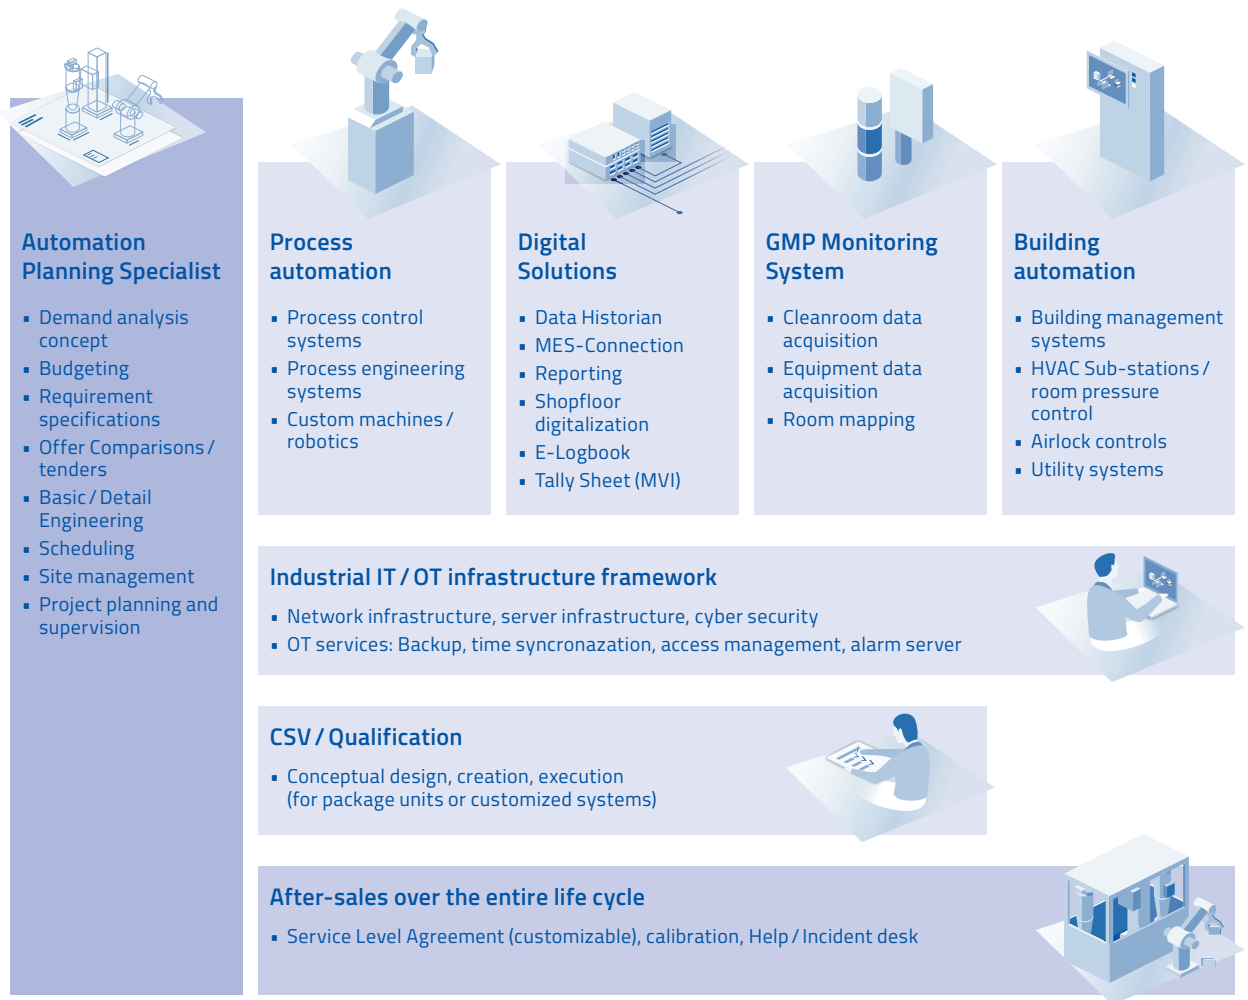 Automation
Planning Specialist
▪ Demand analysis
concept
▪ Budgeting
▪ Requirement
specifications
▪ Offer Comparisons /
tenders
▪ Basic / Detail
Engineering
▪ Scheduling
▪ Site management
▪ Project planning and
supervision
Process
automation
▪ Process control
systems
▪ Process engineering
systems
▪ Custom machines /
robotics
Digital
Solutions
▪ Data Historian
▪ MES-Connection
▪ Reporting
▪ Shopfloor
digitalization
▪ E-Logbook
▪ Tally Sheet (MVI)
GMP Monitoring
System
▪ Cleanroom data
acquisition
▪ Equipment data
acquisition
▪ Room mapping
Building
automation
▪ Building management
systems
▪ HVAC Sub-stations /
room pressure
control
▪ Airlock controls
▪ Utility systems
Industrial IT / OT infrastructure framework
▪ Network infrastructure, server infrastructure, cyber security
▪ OT services: Backup, time syncronazation, access management, alarm server
CSV / Qualification
▪ Conceptual design, creation, execution
(for package units or customized systems)
After-sales over the entire life cycle
▪ Service Level Agreement (customizable), calibration, Help / Incident desk